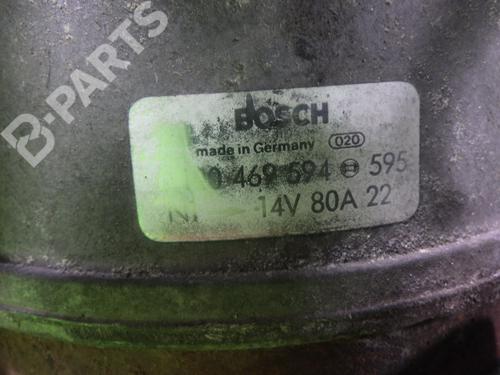 B-PARTS
BOSCH
made in Germany 020
0 469 594 595
14V 80A 22